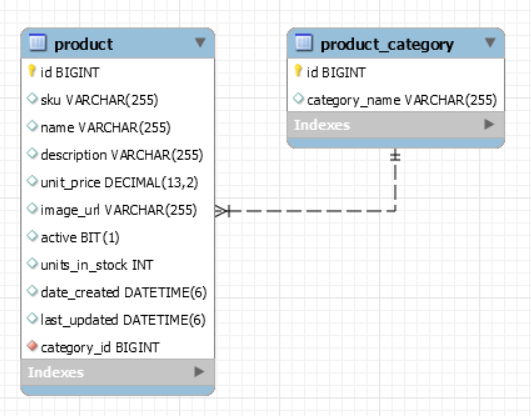 product
id BIGINT
sku VARCHAR(255)
name VARCHAR(255)
description VARCHAR(255)
unit_price DECIMAL(13,2)
image_url VARCHAR(255)
active BIT(1)
units_in_stock INT
date_created DATETIME(6)
last_updated DATETIME(6)
category_id BIGINT
Indexes
product_category
id BIGINT
category_name VARCHAR(255)
Indexes